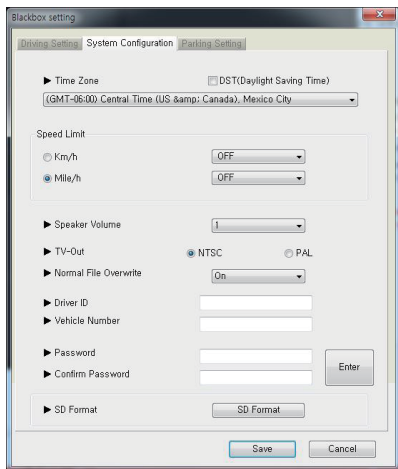 Blackbox setting
Driving Setting System Configuration Parking Setting
▶ Time Zone DST(Daylight Saving Time)
(GMT-06:00) Central Time (US &amp; Canada), Mexico City
Speed Limit
Km/h OFF
Mile/h OFF
▶ Speaker Volume 1
▶ TV-Out NTSC PAL
▶ Normal File Overwrite On
▶ Driver ID
▶ Vehicle Number
▶ Password
Enter
▶ Confirm Password
▶ SD Format SD Format
Save Cancel